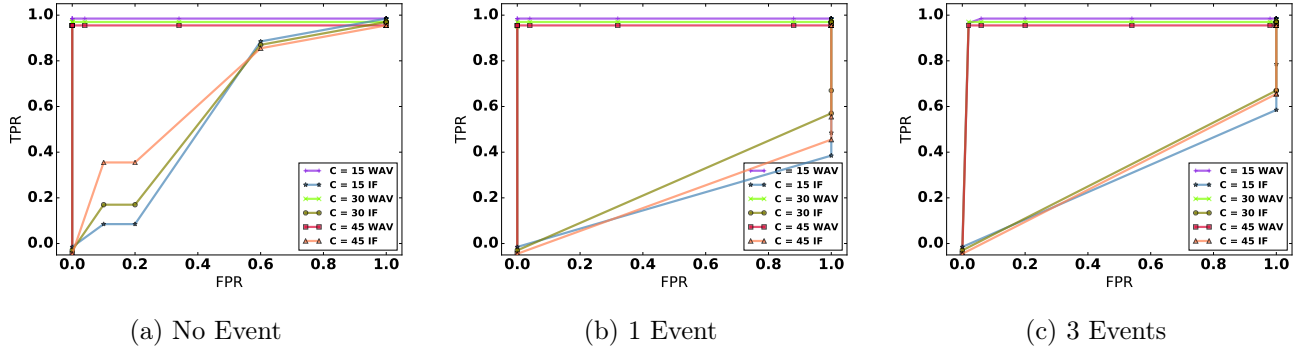 1.0
0.8
0.6
0.4
0.2
0.0
TPR
0.0 0.2 0.4 0.6 0.8 1.0
FPR
C = 15 WAV
C = 15 IF
C = 30 WAV
C = 30 IF
C = 45 WAV
C = 45 IF
(a) No Event
1.0
0.8
0.6
0.4
0.2
0.0
TPR
0.0 0.2 0.4 0.6 0.8 1.0
FPR
C = 15 WAV
C = 15 IF
C = 30 WAV
C = 30 IF
C = 45 WAV
C = 45 IF
(b) 1 Event
1.0
0.8
0.6
0.4
0.2
0.0
TPR
0.0 0.2 0.4 0.6 0.8 1.0
FPR
C = 15 WAV
C = 15 IF
C = 30 WAV
C = 30 IF
C = 45 WAV
C = 45 IF
(c) 3 Events